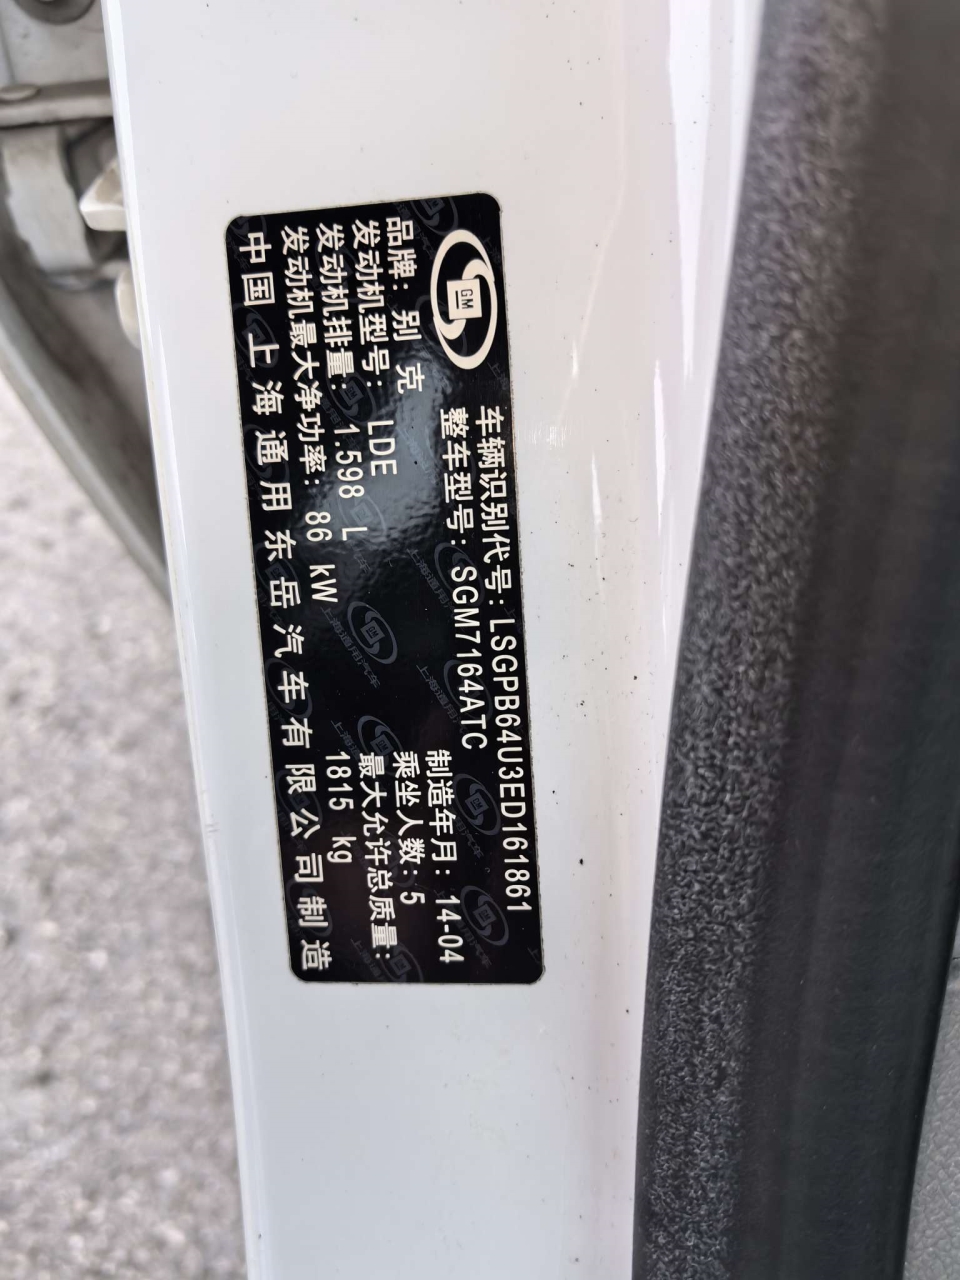 GM
车辆识别代号:LSGPB64U3ED161861
整车型号:SGM7164ATC
品牌:别克
制造年月:14-04
发动机型号:LDE
乘坐人数:5
发动机排量:1.598 L
最大允许总质量:
发动机最大净功率:86 kW
1815 kg
中国上海通用东岳汽车有限公司制造